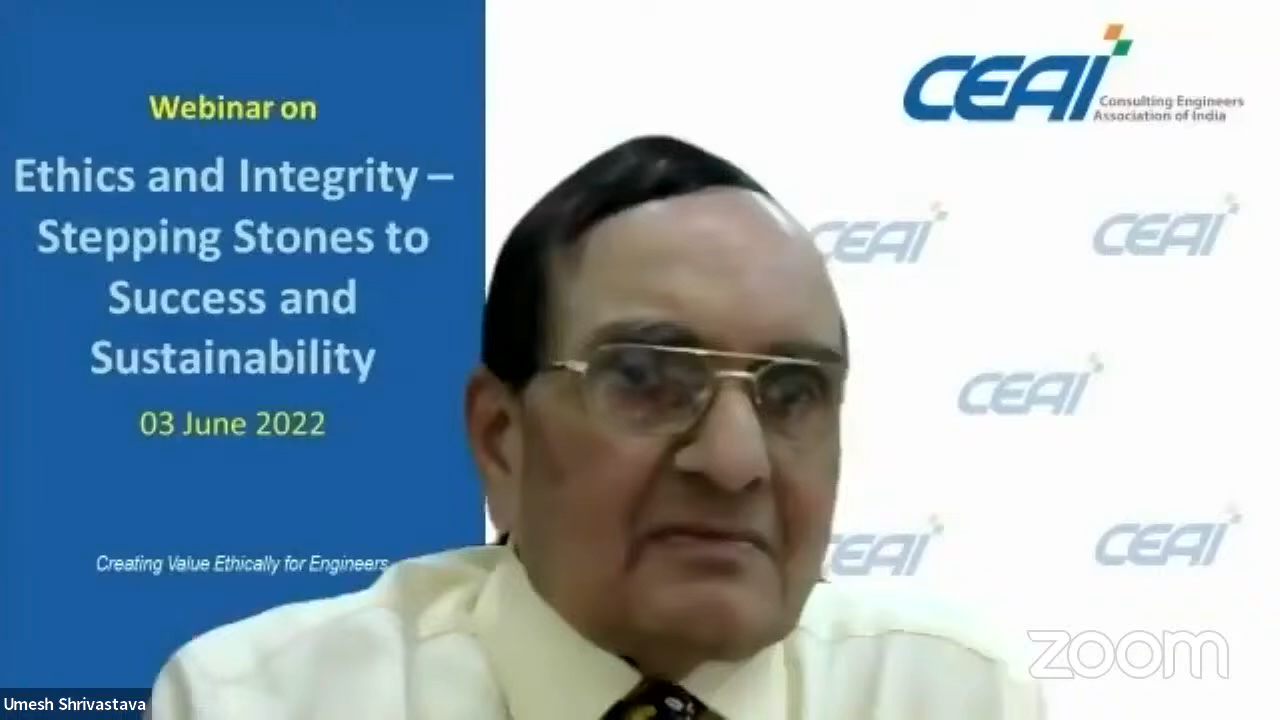 Webinar on
Ethics and Integrity –
Stepping Stones to
Success and
Sustainability
03 June 2022
Creating Value Ethically for Engineers
CEAI
Consulting Engineers
Association of India
CEAI
CEAI
CEAI
CEAI
CEAI
zoom
Umesh Shrivastava